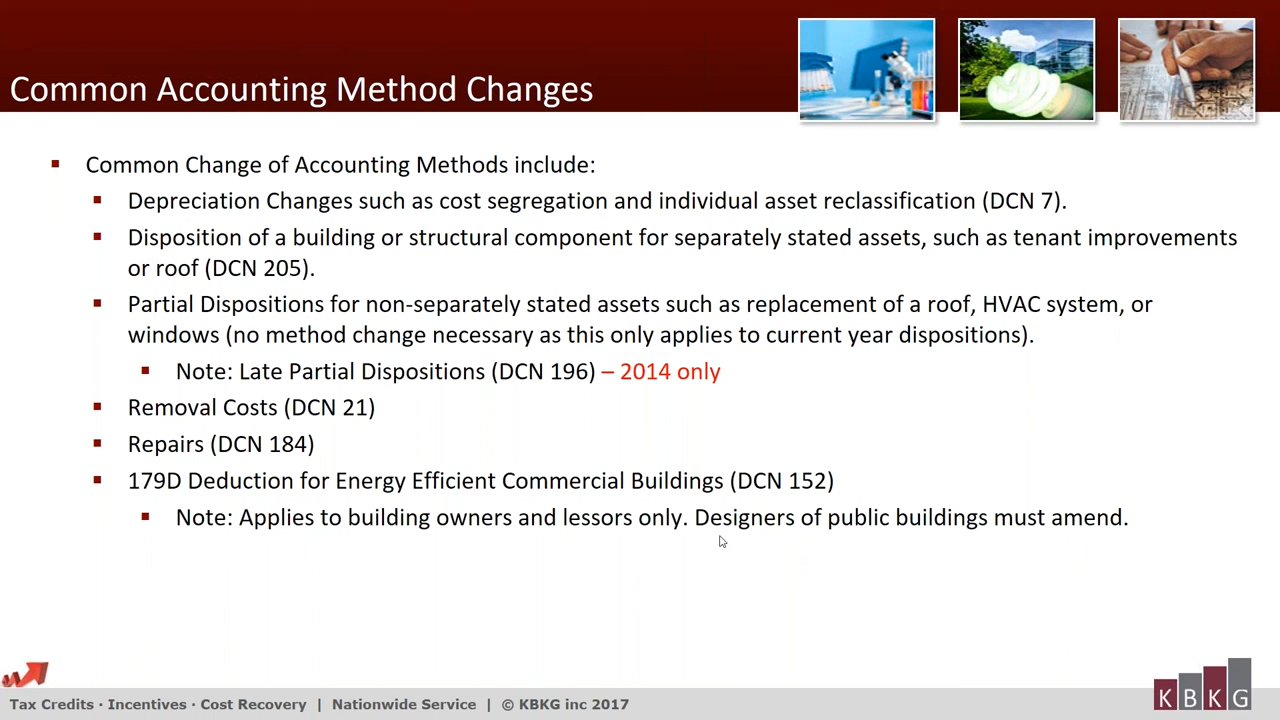 Common Accounting Method Changes
Common Change of Accounting Methods include:
Depreciation Changes such as cost segregation and individual asset reclassification (DCN 7).
Disposition of a building or structural component for separately stated assets, such as tenant improvements
or roof (DCN 205).
Partial Dispositions for non-separately stated assets such as replacement of a roof, HVAC system, or
windows (no method change necessary as this only applies to current year dispositions).
Note: Late Partial Dispositions (DCN 196) – 2014 only
Removal Costs (DCN 21)
Repairs (DCN 184)
179D Deduction for Energy Efficient Commercial Buildings (DCN 152)
Note: Applies to building owners and lessors only. Designers of public buildings must amend.
Tax Credits · Incentives · Cost Recovery | Nationwide Service | © KBKG inc 2017
KBKG